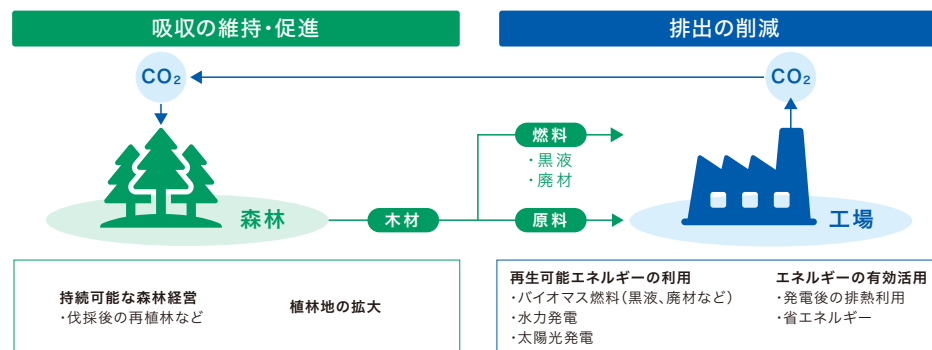 吸収の維持・促進
排出の削減
CO₂
CO₂
燃料
・黒液
・廃材
森林
木材
原料
工場
持続可能な森林経営
・伐採後の再植林など
植林地の拡大
再生可能エネルギーの利用
・バイオマス燃料（黒液、廃材など）
・水力発電
・太陽光発電
エネルギーの有効活用
・発電後の排熱利用
・省エネルギー